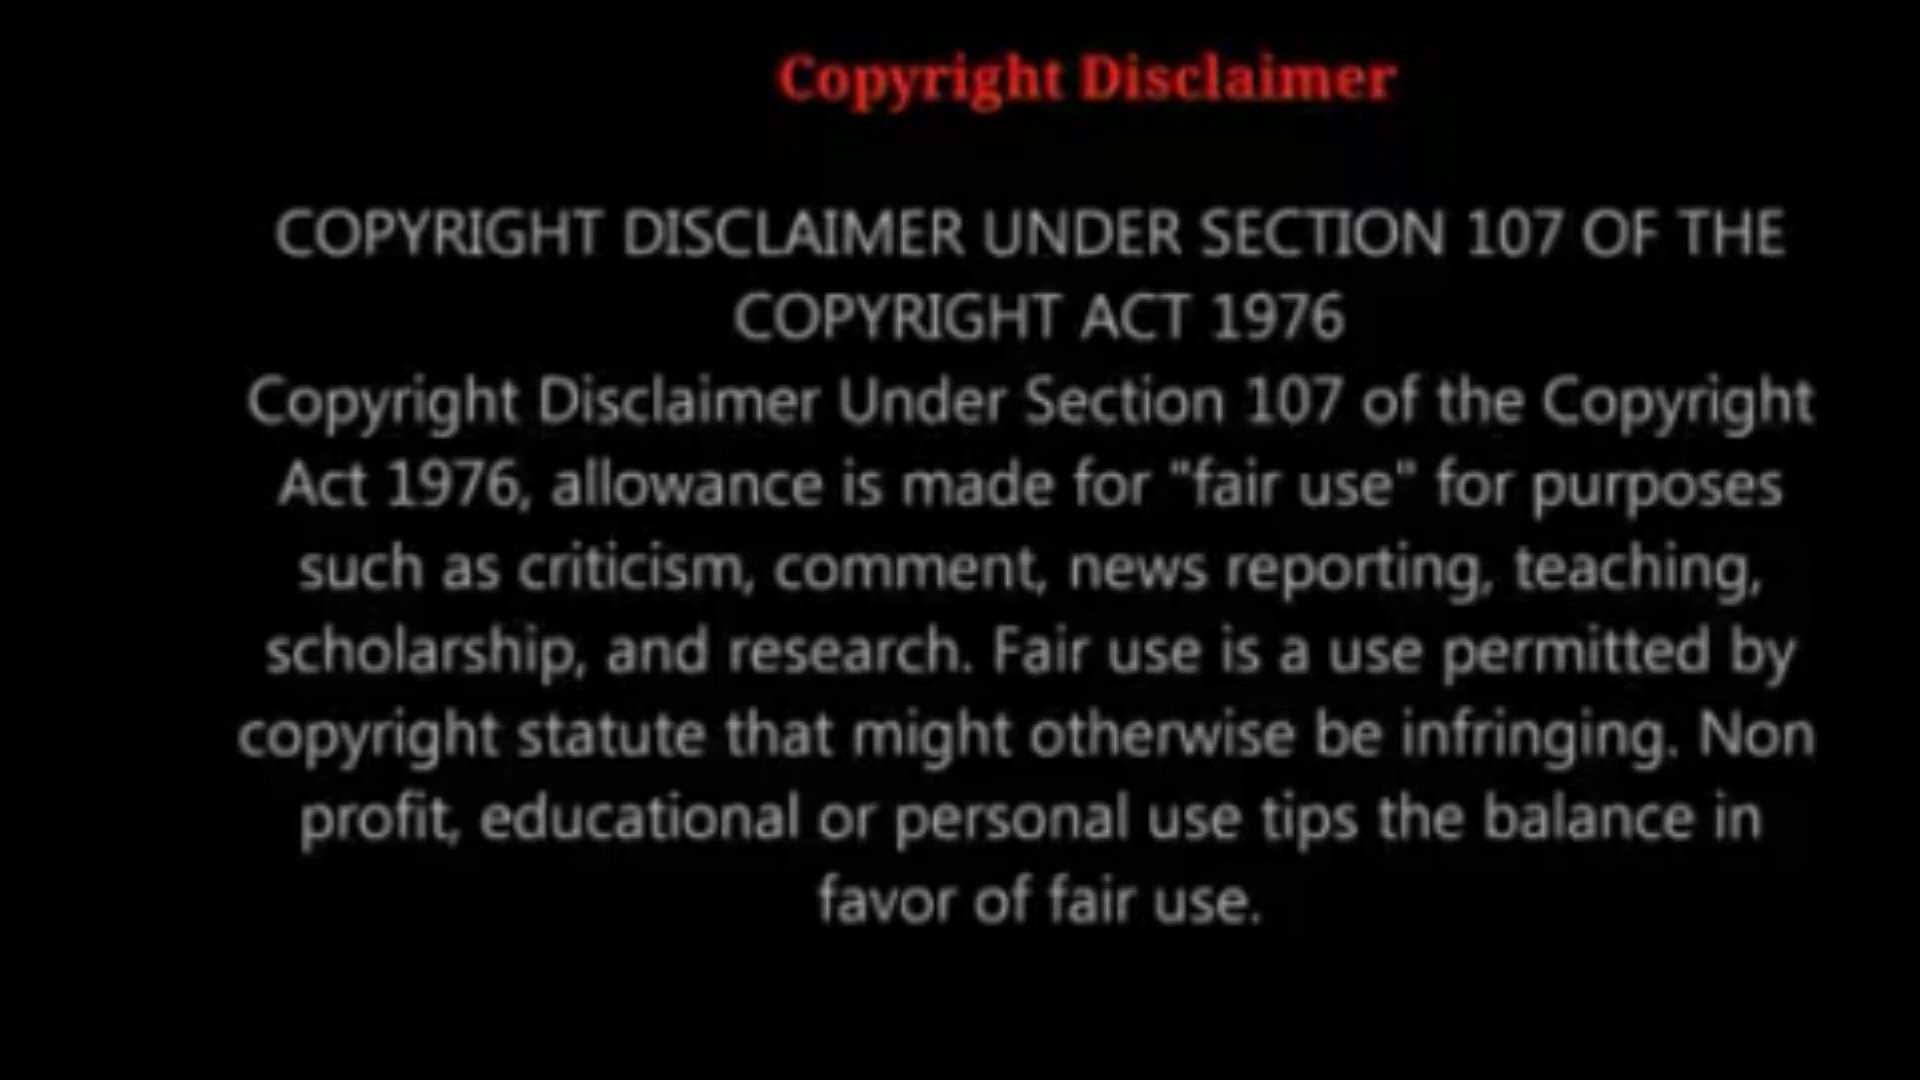 Copyright Disclaimer
COPYRIGHT DISCLAIMER UNDER SECTION 107 OF THE
COPYRIGHT ACT 1976
Copyright Disclaimer Under Section 107 of the Copyright
Act 1976, allowance is made for "fair use" for purposes
such as criticism, comment, news reporting, teaching,
scholarship, and research. Fair use is a use permitted by
copyright statute that might otherwise be infringing. Non
profit, educational or personal use tips the balance in
favor of fair use.